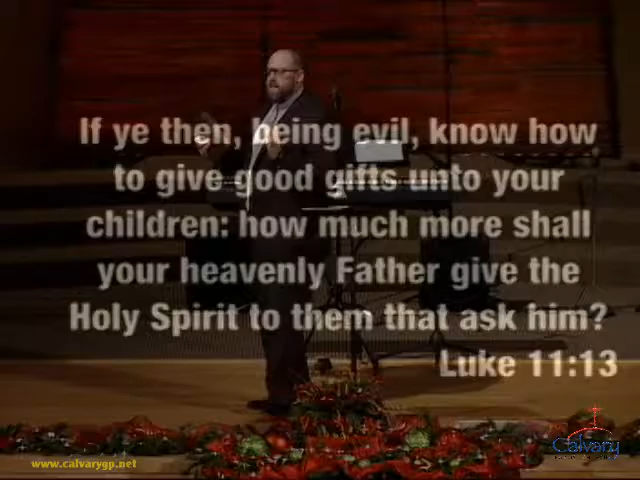 If ye then, being evil, know how
to give good gifts unto your
children: how much more shall
your heavenly Father give the
Holy Spirit to them that ask him?
Luke 11:13
www.calvarygp.net
Calvary